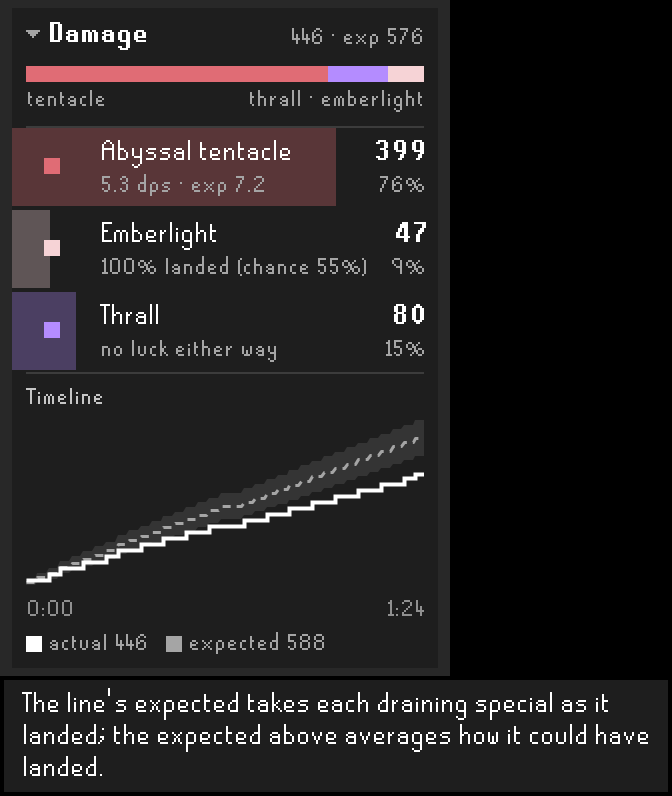 Damage 446 · exp 576
tentacle thrall · emberlight
Abyssal tentacle 399
5.3 dps · exp 7.2 76%
Emberlight 47
100% landed (chance 55%) 9%
Thrall 80
no luck either way 15%
Timeline
0:00 1:24
actual 446 expected 588
The line's expected takes each draining special as it
landed; the expected above averages how it could have
landed.